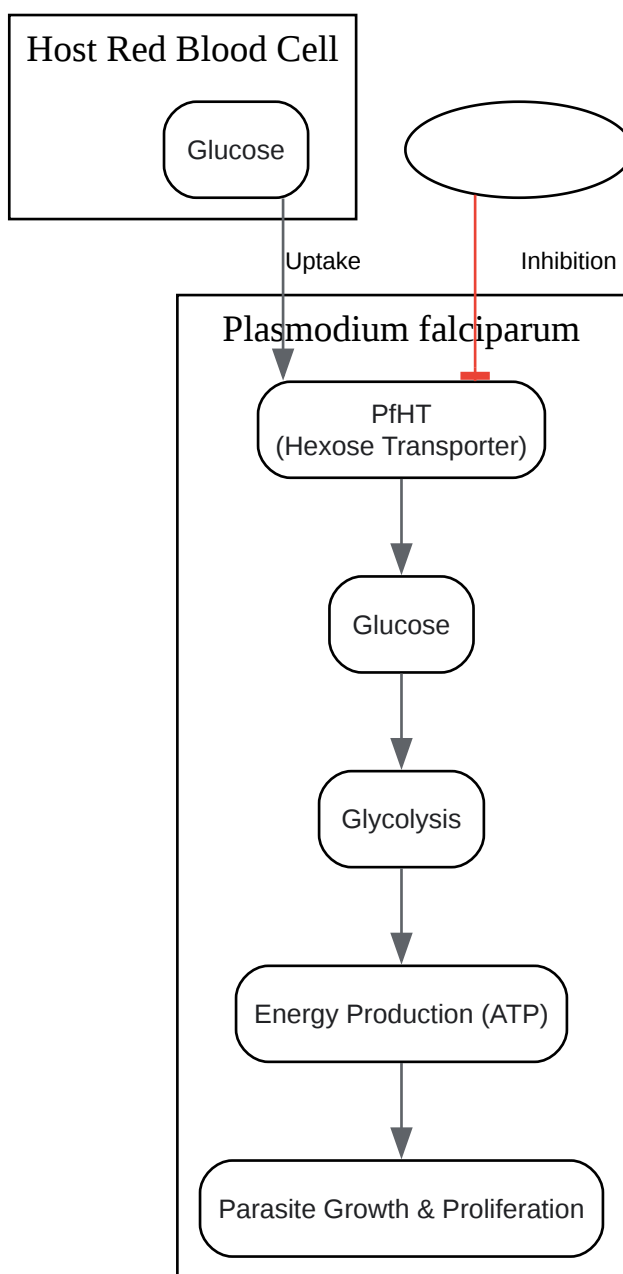 Host Red Blood Cell
Glucose
Uptake
Inhibition
Plasmodium falciparum
PfHT
(Hexose Transporter)
Glucose
Glycolysis
Energy Production (ATP)
Parasite Growth & Proliferation